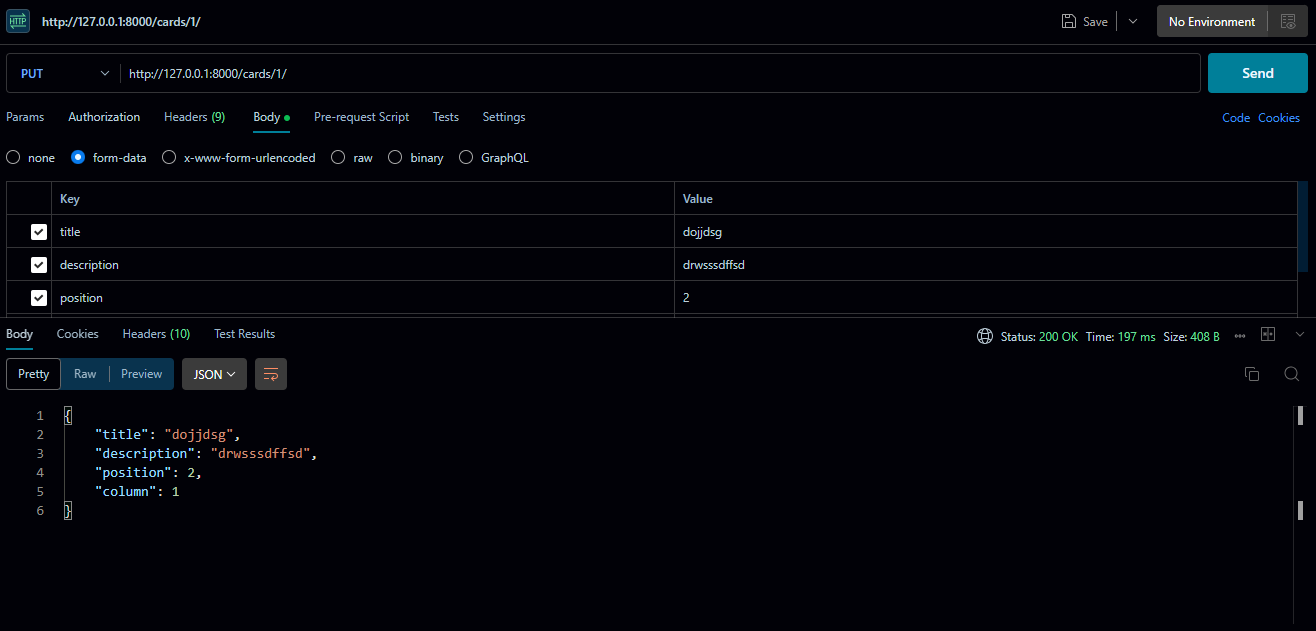 HTTP http://127.0.0.1:8000/cards/1/ Save No Environment
PUT http://127.0.0.1:8000/cards/1/ Send
Params Authorization Headers (9) Body Pre-request Script Tests Settings Code Cookies
none form-data x-www-form-urlencoded raw binary GraphQL
Key Value
title dojjdsg
description drwsssdffsd
position 2
Body Cookies Headers (10) Test Results Status: 200 OK Time: 197 ms Size: 408 B
Pretty Raw Preview JSON
1 {
2 "title": "dojjdsg",
3 "description": "drwsssdffsd",
4 "position": 2,
5 "column": 1
6 }